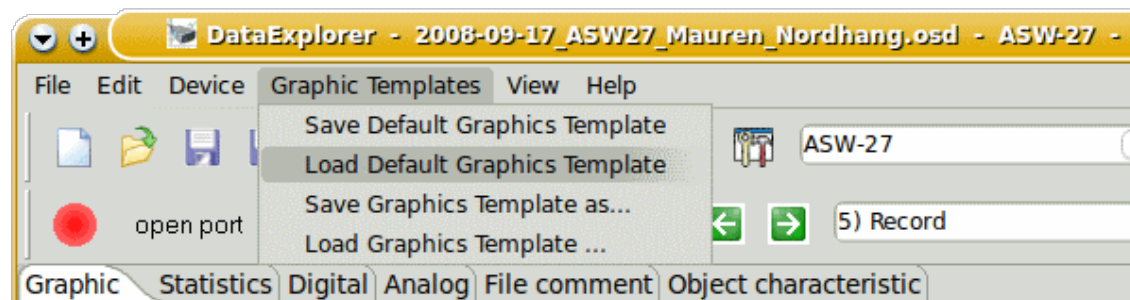 DataExplorer - 2008-09-17_ASW27_Mauren_Nordhang.osd - ASW-27 -
File Edit Device Graphic Templates View Help
Save Default Graphics Template
Load Default Graphics Template
Save Graphics Template as...
Load Graphics Template ...
ASW-27
open port
5) Record
Graphic Statistics Digital Analog File comment Object characteristic